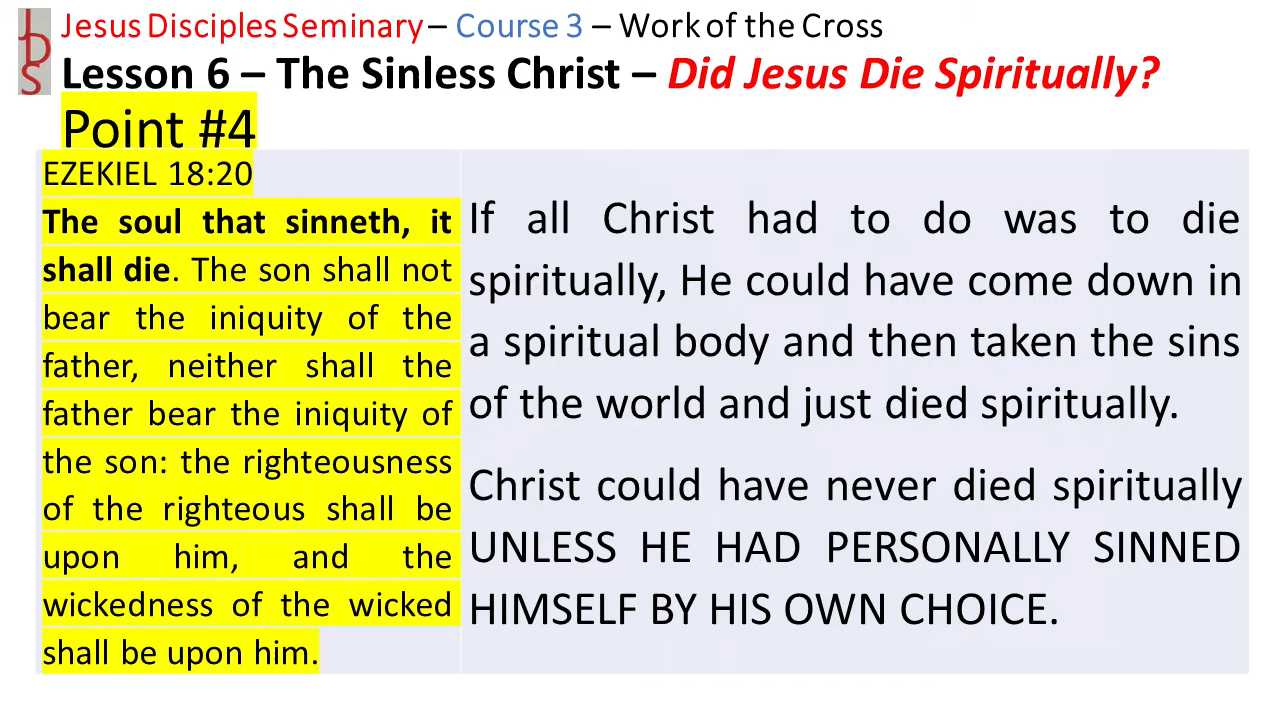 JDS
Jesus Disciples Seminary – Course 3 – Work of the Cross
Lesson 6 – The Sinless Christ – Did Jesus Die Spiritually?
Point #4
EZEKIEL 18:20
The soul that sinneth, it
shall die. The son shall not
bear the iniquity of the
father, neither shall the
father bear the iniquity of
the son: the righteousness
of the righteous shall be
upon him, and the
wickedness of the wicked
shall be upon him.
If all Christ had to do was to die
spiritually, He could have come down in
a spiritual body and then taken the sins
of the world and just died spiritually.
Christ could have never died spiritually
UNLESS HE HAD PERSONALLY SINNED
HIMSELF BY HIS OWN CHOICE.